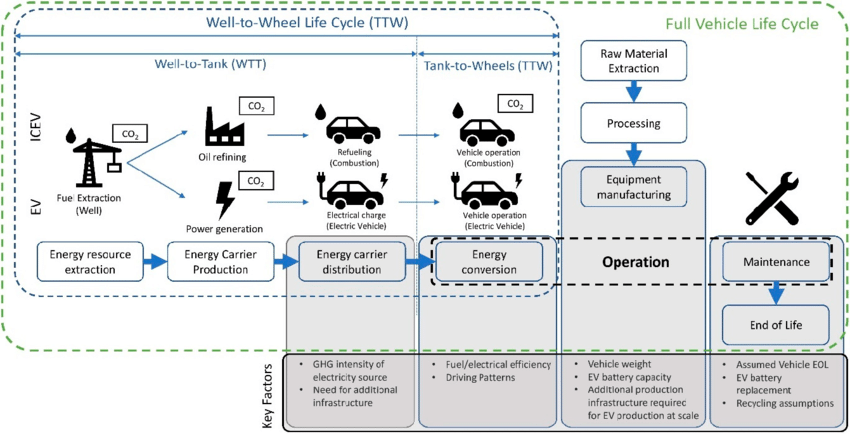 Well-to-Wheel Life Cycle (TTW)
Full Vehicle Life Cycle
Well-to-Tank (WTT)
Tank-to-Wheels (TTW)
Raw Material
Extraction
Processing
Equipment
manufacturing
ICEV
EV
CO2
CO2
CO2
CO2
Fuel Extraction
(Well)
Oil refining
Refueling
(Combustion)
Vehicle operation
(Combustion)
Power generation
Electrical charge
(Electric Vehicle)
Vehicle operation
(Electric Vehicle)
Energy resource
extraction
Energy Carrier
Production
Energy carrier
distribution
Energy
conversion
Operation
Maintenance
End of Life
Key Factors
• GHG intensity of
electricity source
• Need for additional
infrastructure
• Fuel/electrical efficiency
• Driving Patterns
• Vehicle weight
• EV battery capacity
• Additional production
infrastructure required
for EV production at scale
• Assumed Vehicle EOL
• EV battery
replacement
• Recycling assumptions